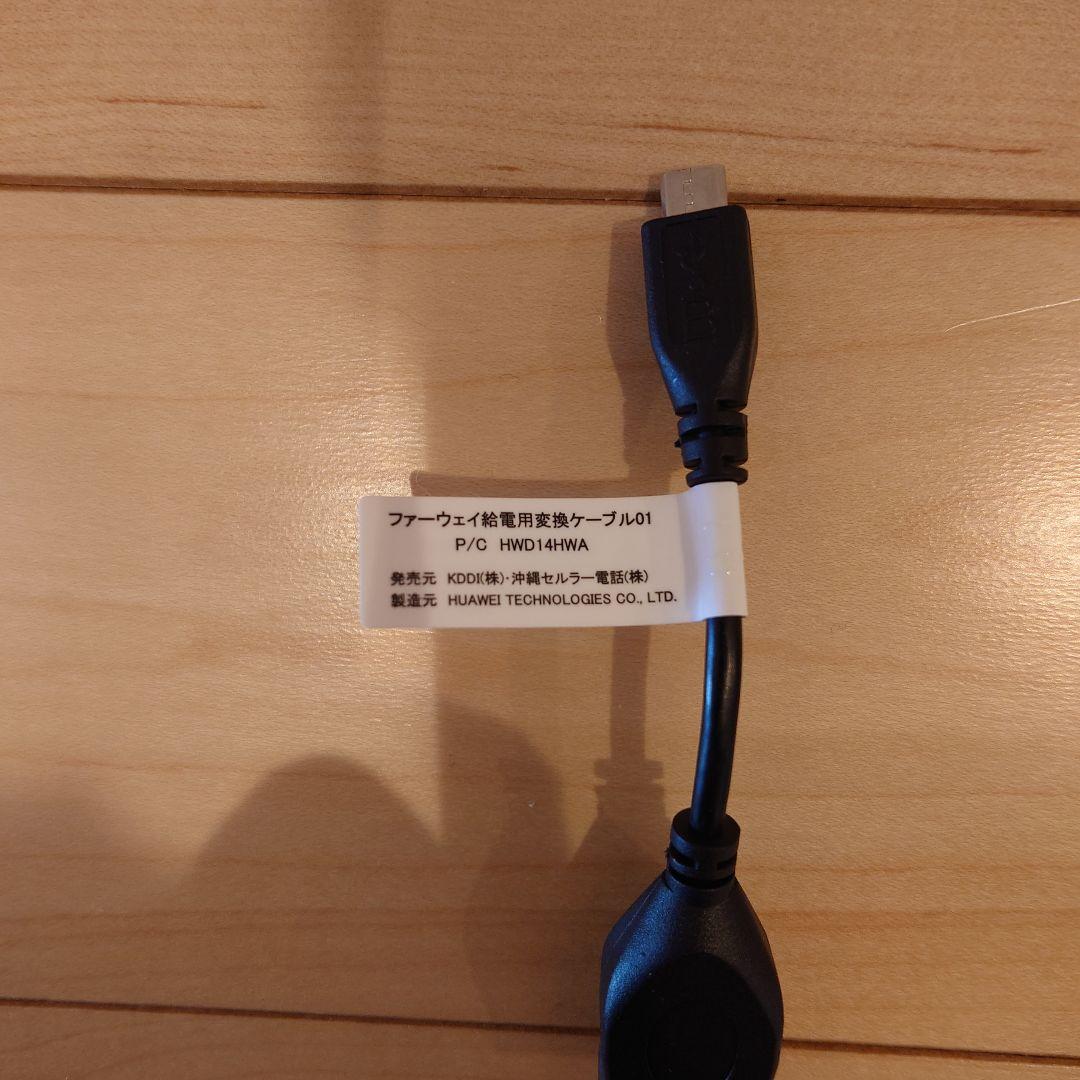 ファーウェイ給電用変換ケーブル01
P/C HWD14HWA
発売元 KDDI(株)・沖縄セルラー電話(株)
製造元 HUAWEI TECHNOLOGIES CO., LTD.